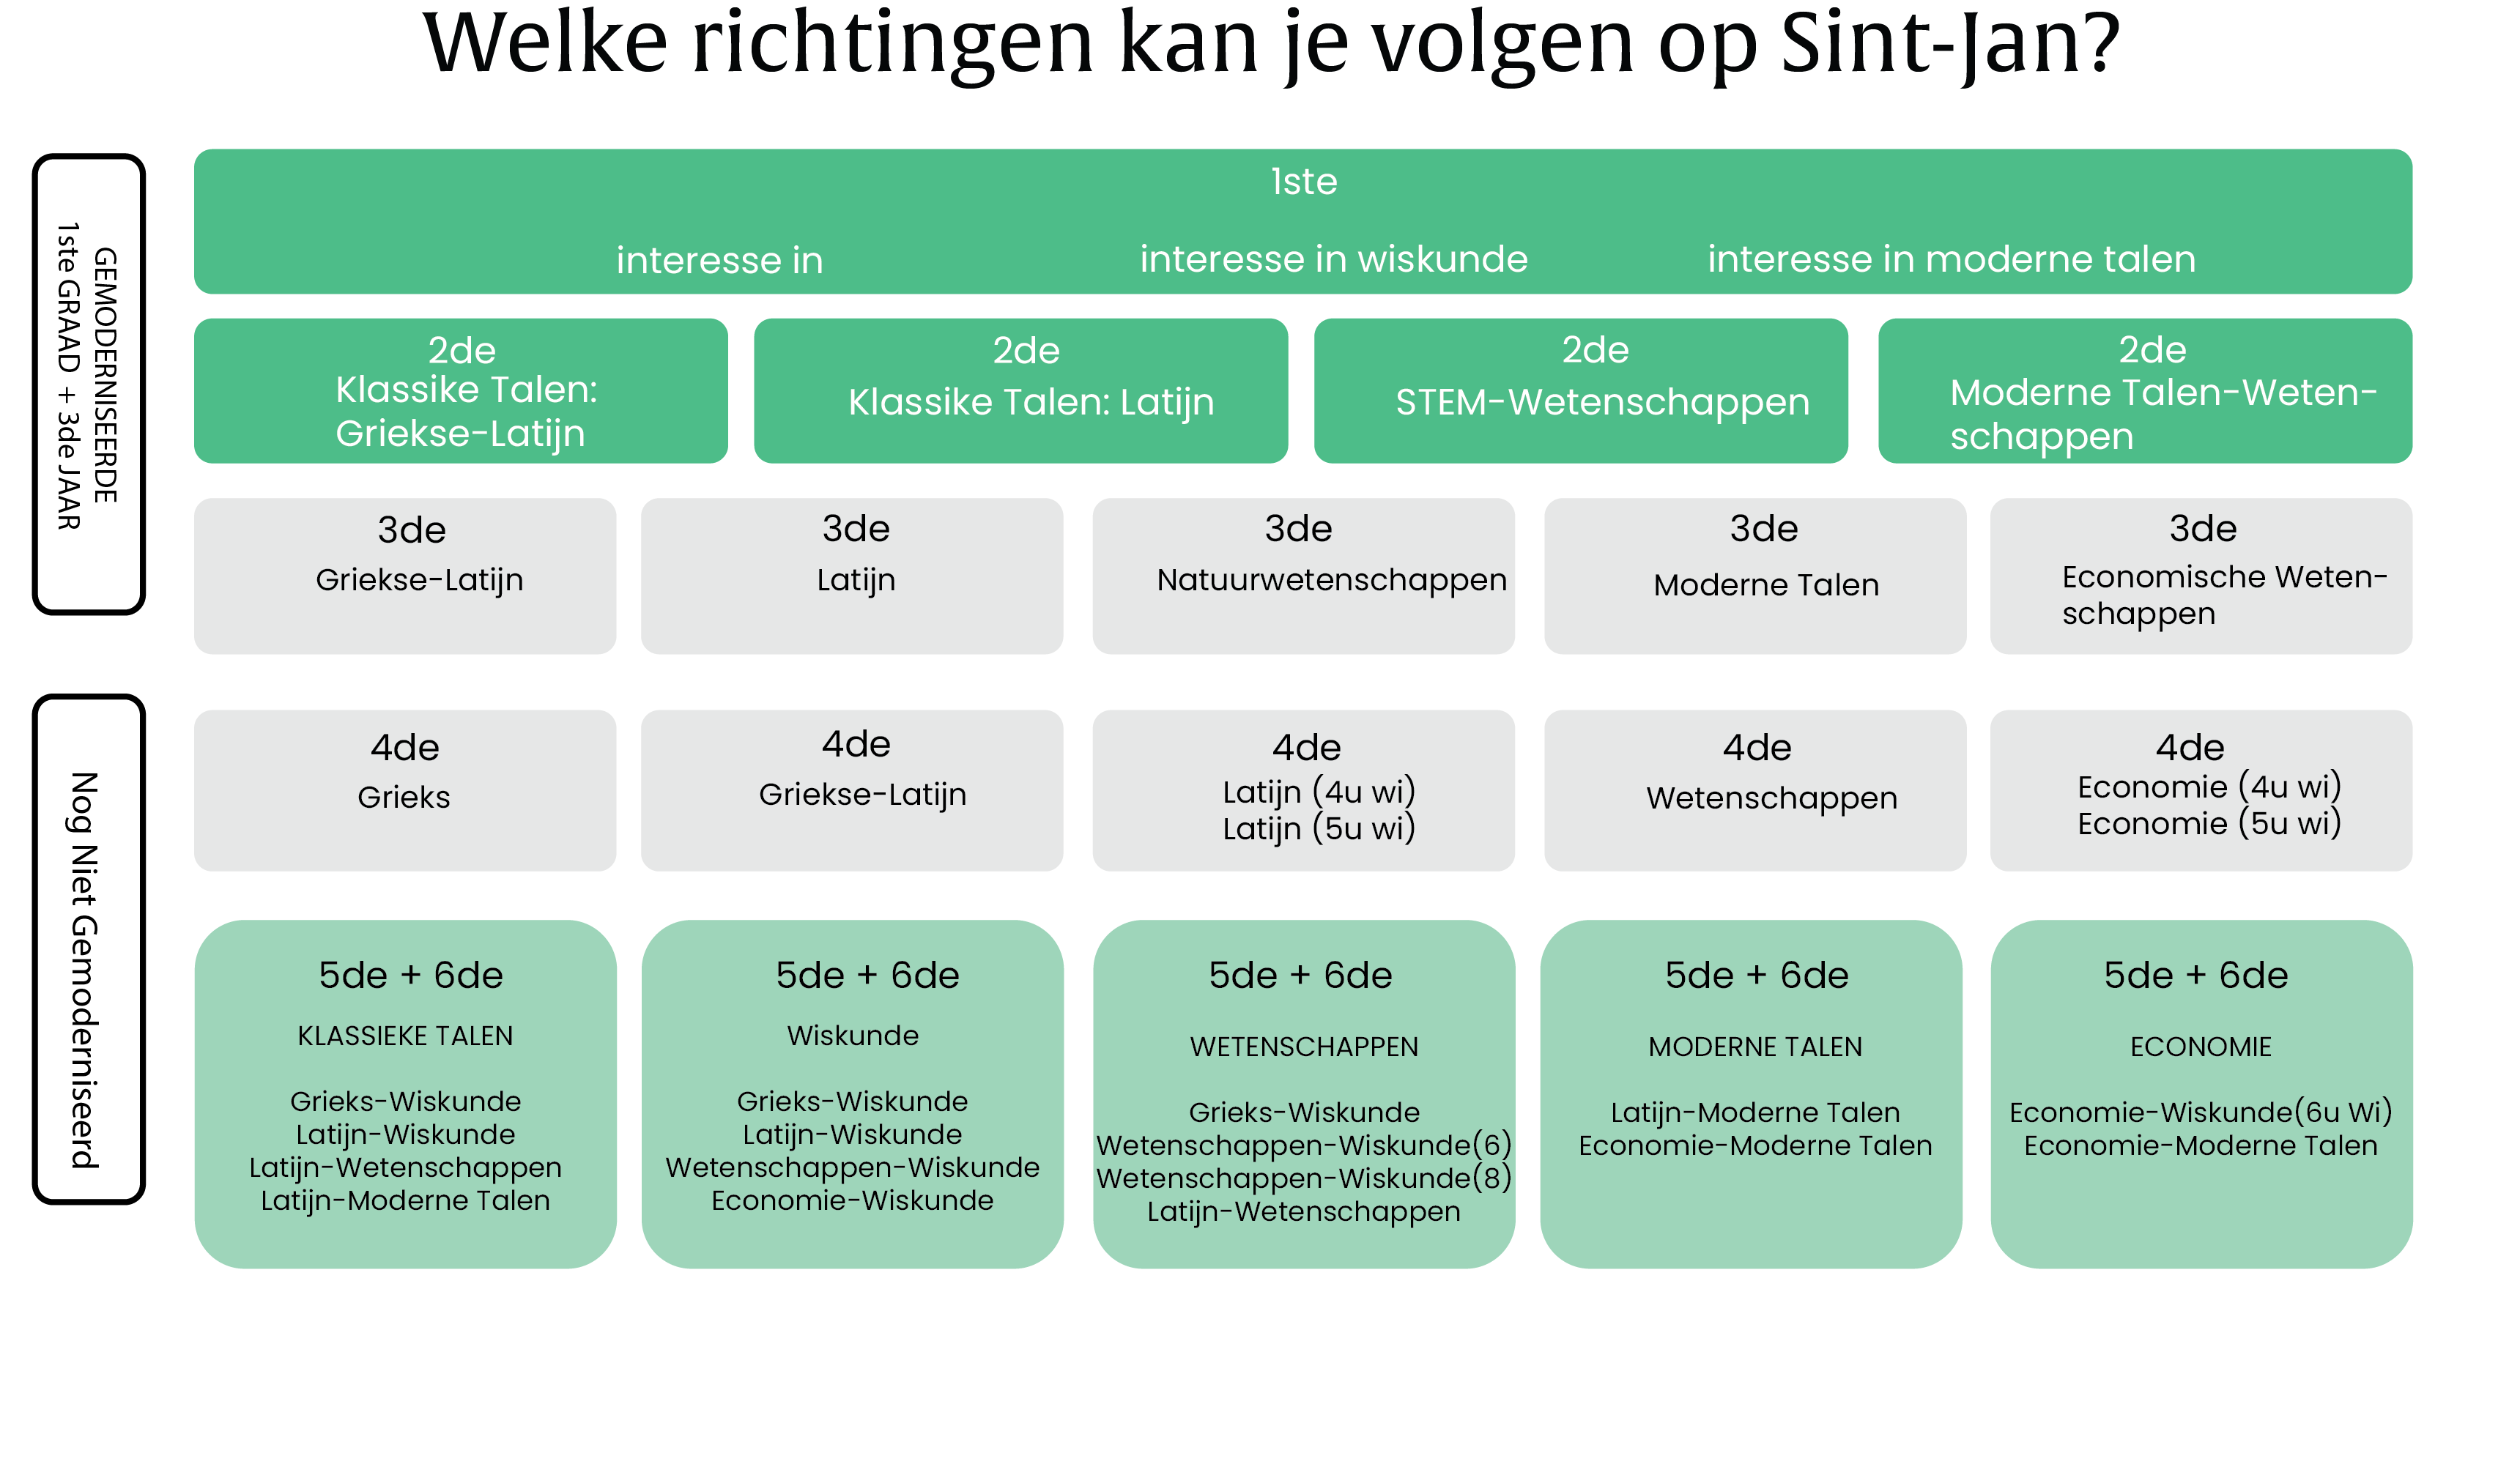 Welke richtingen kan je volgen op Sint-Jan?
GEMODERNISEERDE
1ste GRAAD + 3de JAAR
1ste
interesse in
interesse in wiskunde
interesse in moderne talen
2de
Klassike Talen:
Griekse-Latijn
2de
Klassike Talen: Latijn
2de
STEM-Wetenschappen
2de
Moderne Talen-Weten-
schappen
3de
Griekse-Latijn
3de
Latijn
3de
Natuurwetenschappen
3de
Moderne Talen
3de
Economische Weten-
schappen
Nog Niet Gemoderniseerd
4de
Grieks
4de
Griekse-Latijn
4de
Latijn (4u wi)
Latijn (5u wi)
4de
Wetenschappen
4de
Economie (4u wi)
Economie (5u wi)
5de + 6de
KLASSIEKE TALEN
Grieks-Wiskunde
Latijn-Wiskunde
Latijn-Wetenschappen
Latijn-Moderne Talen
5de + 6de
Wiskunde
Grieks-Wiskunde
Latijn-Wiskunde
Wetenschappen-Wiskunde
Economie-Wiskunde
5de + 6de
WETENSCHAPPEN
Grieks-Wiskunde
Wetenschappen-Wiskunde(6)
Wetenschappen-Wiskunde(8)
Latijn-Wetenschappen
5de + 6de
MODERNE TALEN
Latijn-Moderne Talen
Economie-Moderne Talen
5de + 6de
ECONOMIE
Economie-Wiskunde(6u Wi)
Economie-Moderne Talen